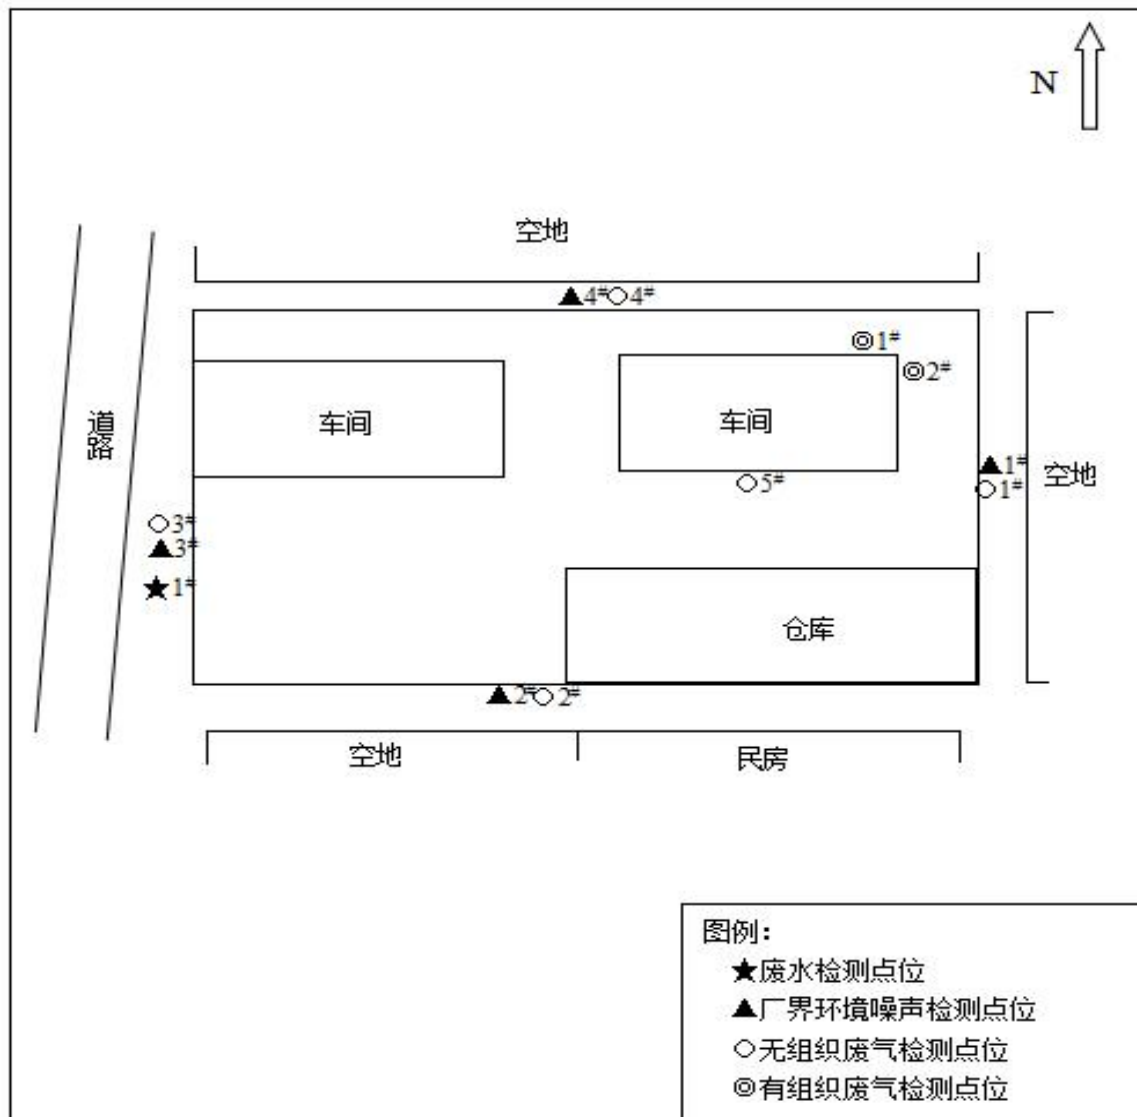 N
空地
▲4#○4#
◎1#
◎2#
道路
车间
车间
▲1#
○1#
空地
○5#
○3#
▲3#
★1#
仓库
▲2#○2#
空地
民房
图例：
★废水检测点位
▲厂界环境噪声检测点位
○无组织废气检测点位
◎有组织废气检测点位